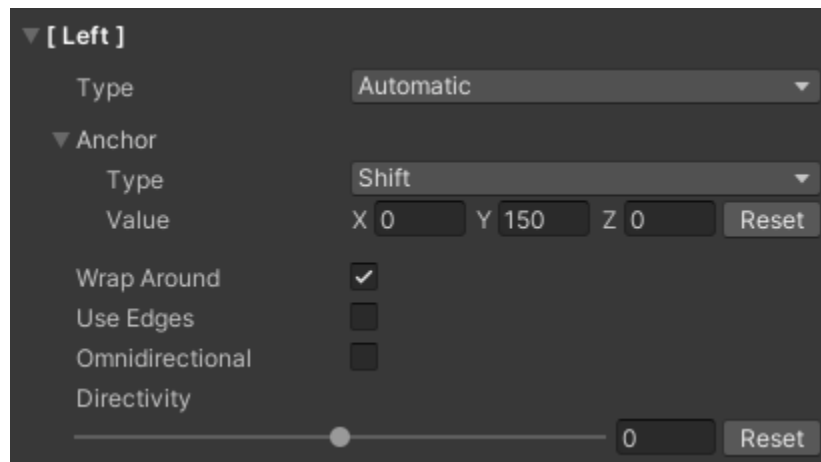 [ Left ]
Type Automatic
Anchor
Type Shift
Value X 0 Y 150 Z 0 Reset
Wrap Around
Use Edges
Omnidirectional
Directivity
0 Reset